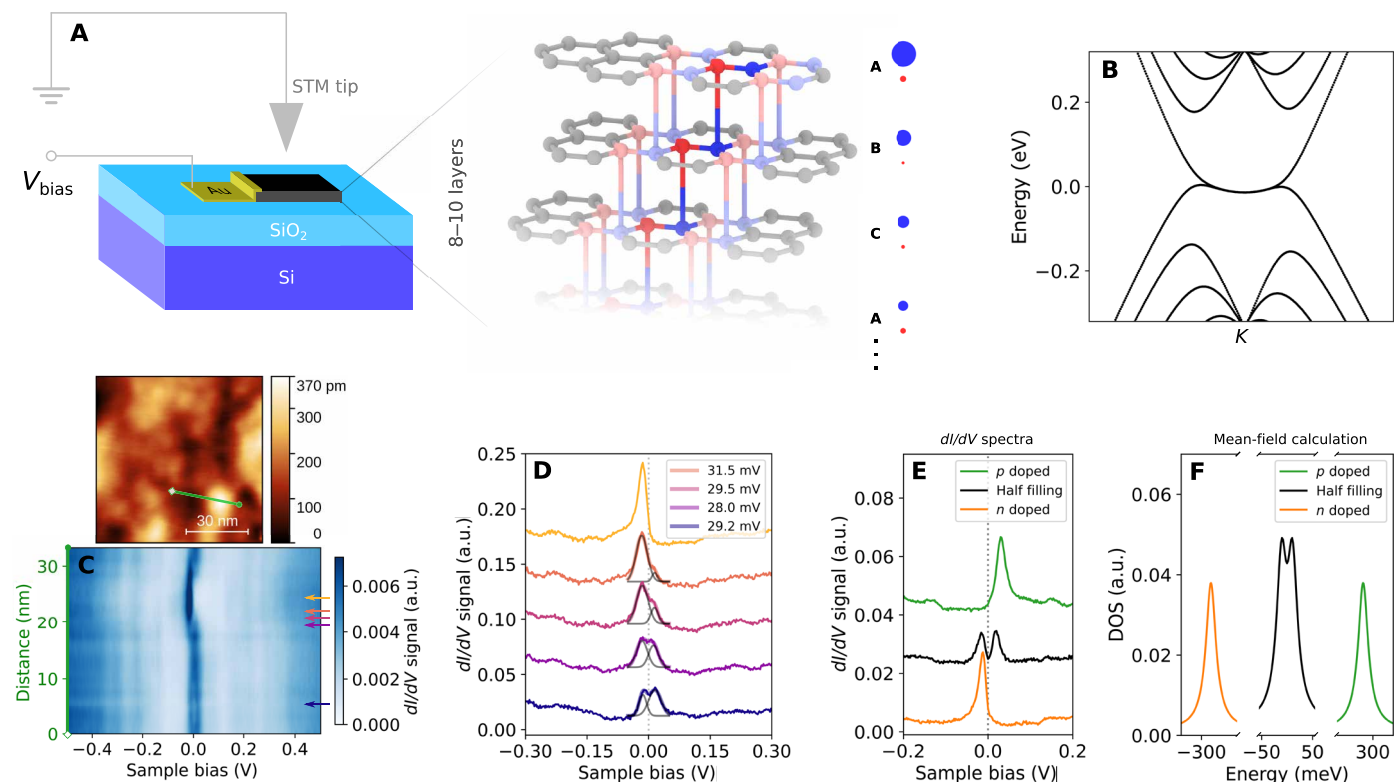 A
STM tip
V_bias
Au
SiO₂
Si
8–10 layers
A
B
C
A
B
Energy (eV)
0.2
0.0
−0.2
K
370 pm
300
200
100
0
30 nm
C
Distance (nm)
30
20
10
0
−0.4
−0.2
0.0
0.2
0.4
Sample bias (V)
0.006
0.004
0.002
0.000
dI/dV signal (a.u.)
D
dI/dV signal (a.u.)
0.25
0.20
0.15
0.10
0.05
0.00
31.5 mV
29.5 mV
28.0 mV
29.2 mV
−0.30
−0.15
0.00
0.15
0.30
Sample bias (V)
dI/dV spectra
E
dI/dV signal (a.u.)
0.08
0.06
0.04
0.02
0.00
p doped
Half filling
n doped
−0.2
0.0
0.2
Sample bias (V)
Mean-field calculation
F
DOS
0.06
0.04
0.02
0.00
p doped
Half filling
n doped
−300
−50
50
300
Energy (meV)